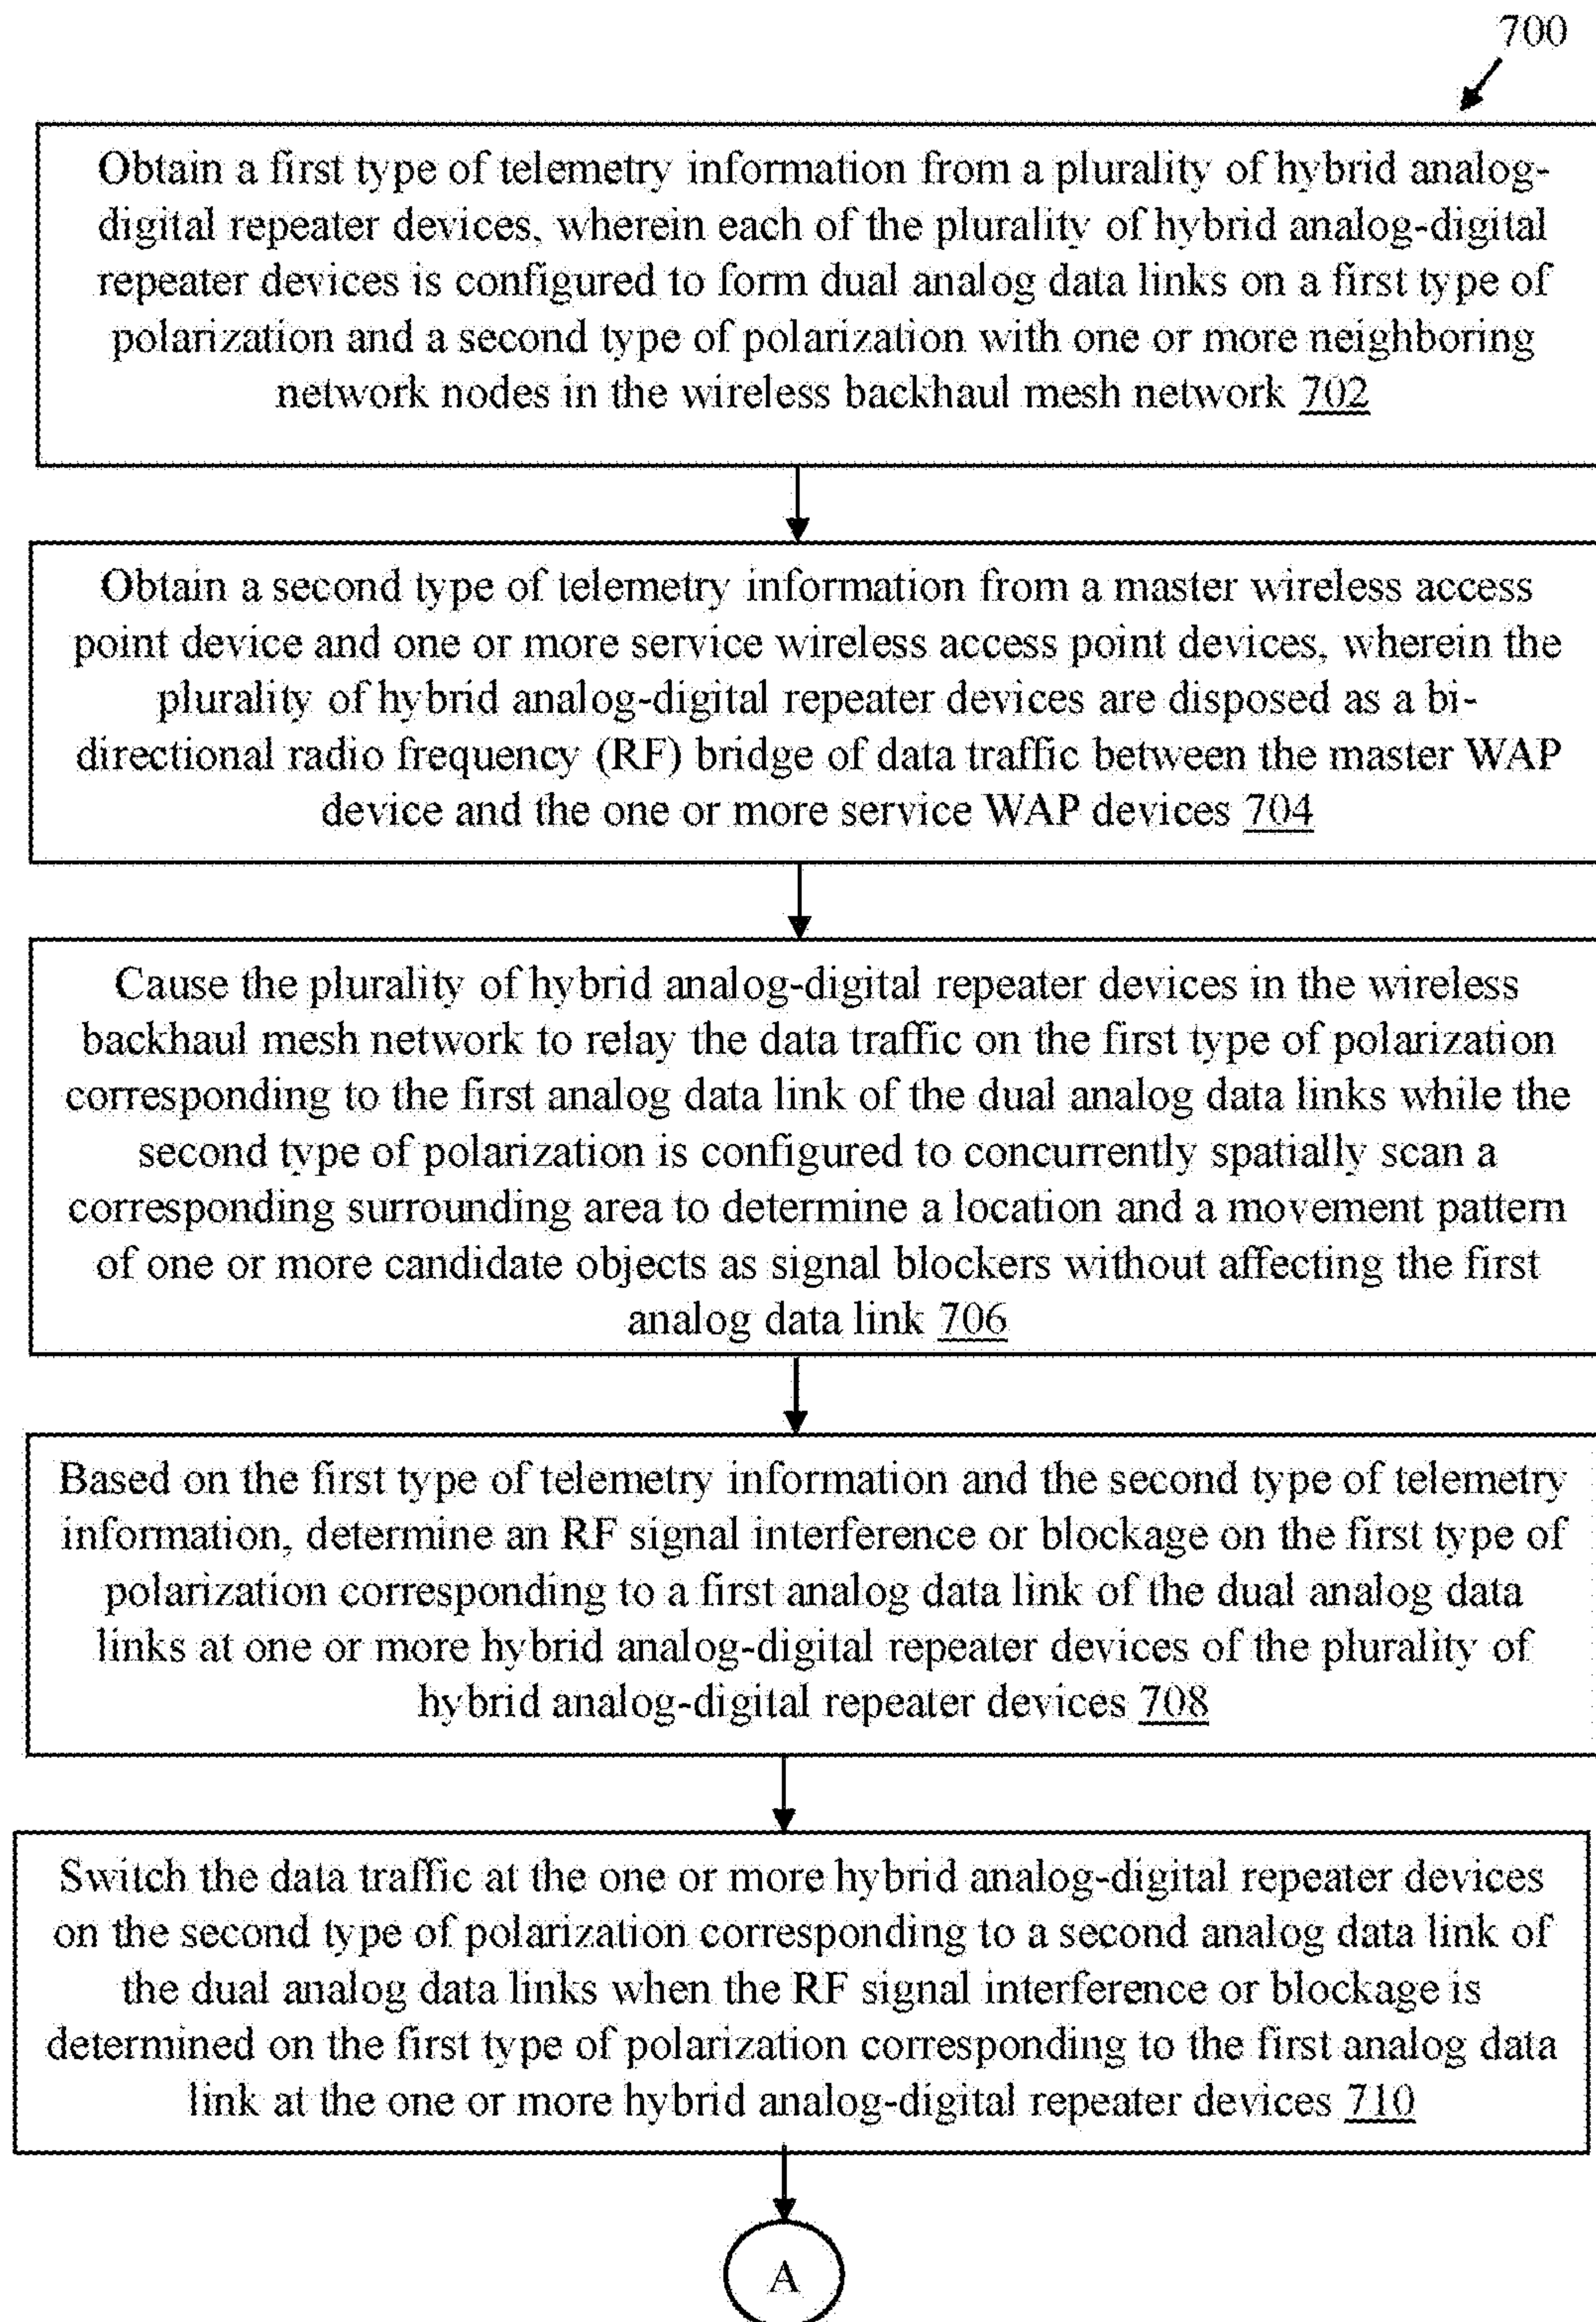 700
Obtain a first type of telemetry information from a plurality of hybrid analog-
digital repeater devices, wherein each of the plurality of hybrid analog-digital
repeater devices is configured to form dual analog data links on a first type of
polarization and a second type of polarization with one or more neighboring
network nodes in the wireless backhaul mesh network 702
Obtain a second type of telemetry information from a master wireless access
point device and one or more service wireless access point devices, wherein the
plurality of hybrid analog-digital repeater devices are disposed as a bi-
directional radio frequency (RF) bridge of data traffic between the master WAP
device and the one or more service WAP devices 704
Cause the plurality of hybrid analog-digital repeater devices in the wireless
backhaul mesh network to relay the data traffic on the first type of polarization
corresponding to the first analog data link of the dual analog data links while the
second type of polarization is configured to concurrently spatially scan a
corresponding surrounding area to determine a location and a movement pattern
of one or more candidate objects as signal blockers without affecting the first
analog data link 706
Based on the first type of telemetry information and the second type of telemetry
information, determine an RF signal interference or blockage on the first type of
polarization corresponding to a first analog data link of the dual analog data
links at one or more hybrid analog-digital repeater devices of the plurality of
hybrid analog-digital repeater devices 708
Switch the data traffic at the one or more hybrid analog-digital repeater devices
on the second type of polarization corresponding to a second analog data link of
the dual analog data links when the RF signal interference or blockage is
determined on the first type of polarization corresponding to the first analog data
link at the one or more hybrid analog-digital repeater devices 710
A